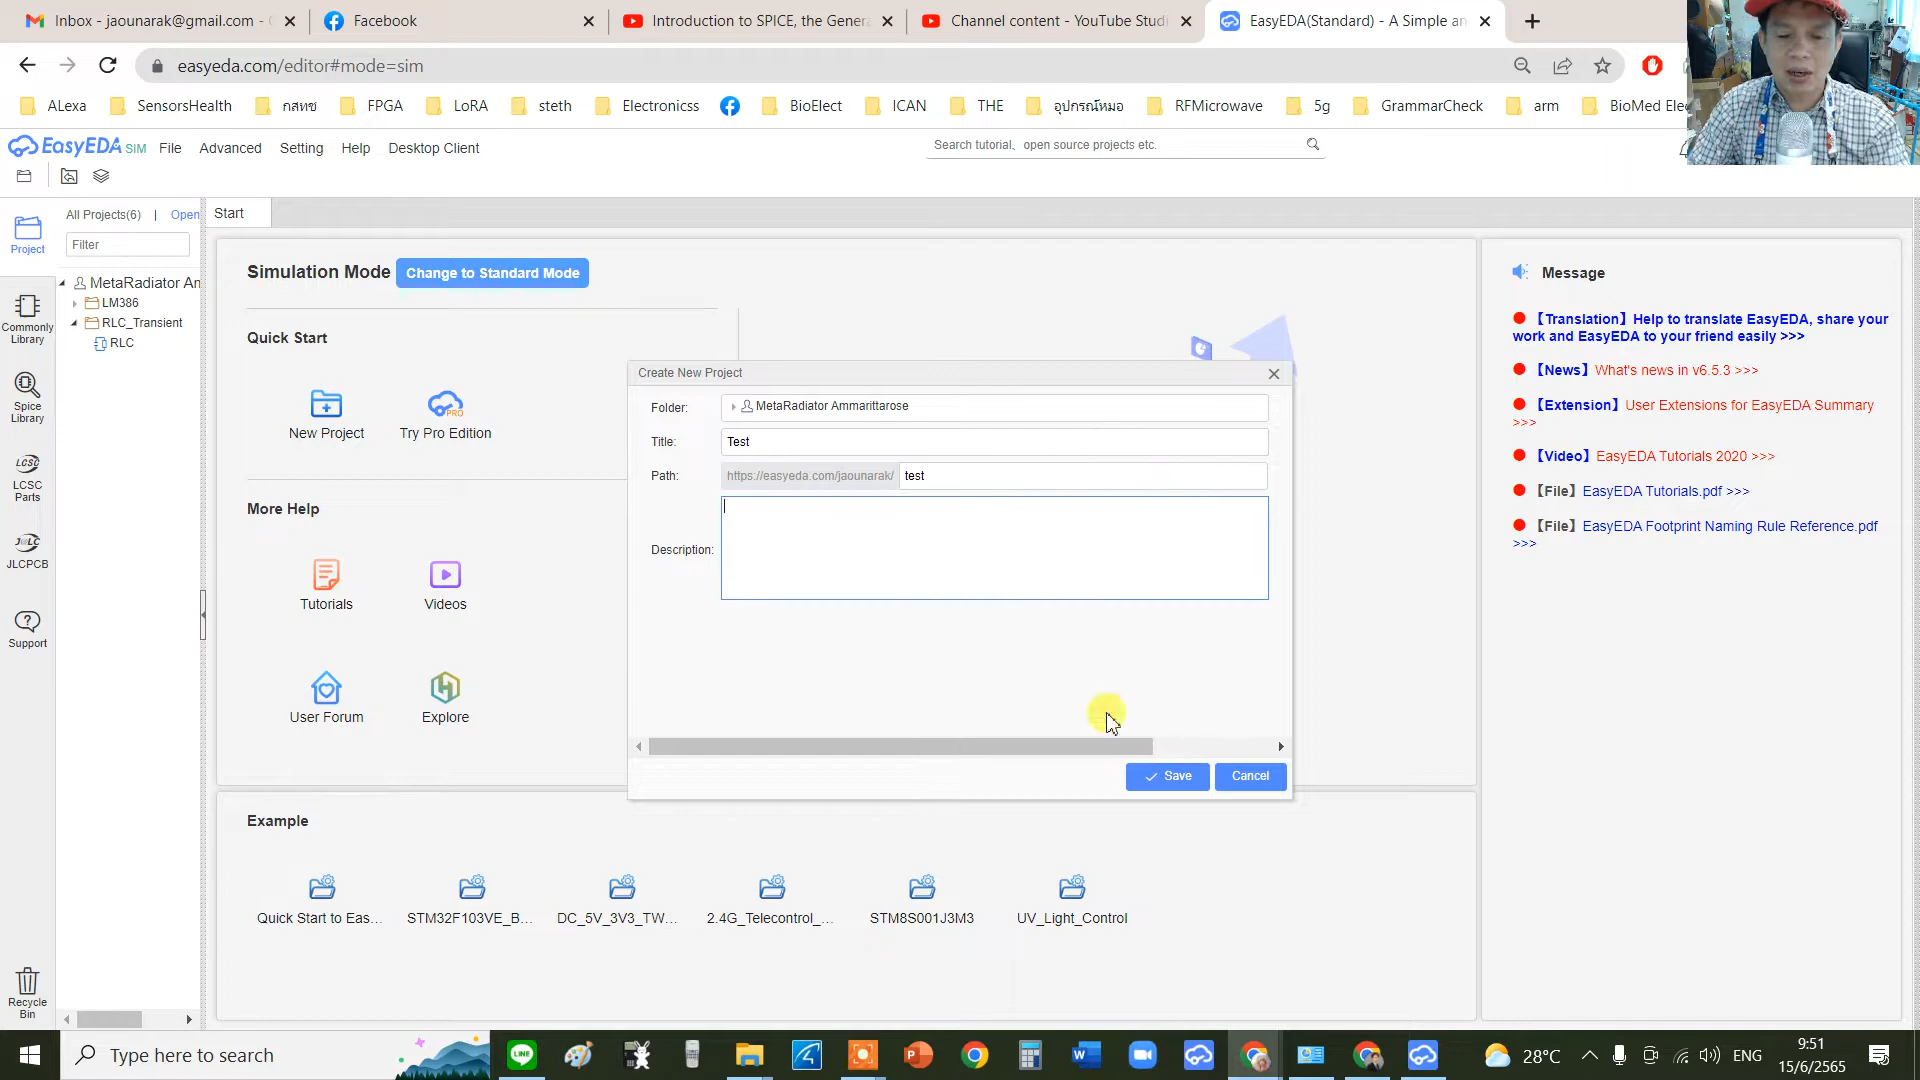 Inbox - jaounarak@gmail.com -
Facebook
Introduction to SPICE, the Genera
Channel content - YouTube Studi
EasyEDA(Standard) - A Simple an
easyeda.com/editor#mode=sim
ALexa
SensorsHealth
กสทช
FPGA
LoRA
steth
Electronicss
BioElect
ICAN
THE
อุปกรณ์หมอ
RFMicrowave
5g
GrammarCheck
arm
BioMed Ele
EasyEDA SIM
File
Advanced
Setting
Help
Desktop Client
Search tutorial、open source projects etc.
Project
Commonly
Library
Spice
Library
LCSC
LCSC
Parts
JLCPCB
Support
Recycle
Bin
All Projects(6) | Open
Filter
MetaRadiator An
LM386
RLC_Transient
RLC
Start
Simulation Mode
Change to Standard Mode
Quick Start
New Project
PRO
Try Pro Edition
More Help
Tutorials
Videos
User Forum
Explore
Create New Project
Folder:
MetaRadiator Ammarittarose
Title:
Test
Path:
https://easyeda.com/jaounarak/
test
Description:
Save
Cancel
Example
Quick Start to Eas...
STM32F103VE_B...
DC_5V_3V3_TW...
2.4G_Telecontrol_...
STM8S001J3M3
UV_Light_Control
Message
【Translation】Help to translate EasyEDA, share your
work and EasyEDA to your friend easily >>>
【News】What's news in v6.5.3 >>>
【Extension】User Extensions for EasyEDA Summary
>>>
【Video】EasyEDA Tutorials 2020 >>>
【File】EasyEDA Tutorials.pdf >>>
【File】EasyEDA Footprint Naming Rule Reference.pdf
>>>
Type here to search
LINE
28°C
ENG
9:51
15/6/2565